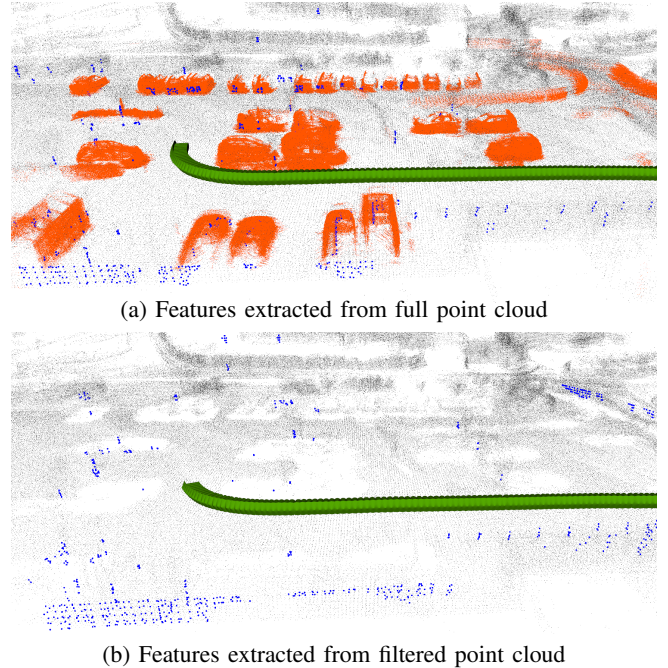 (a) Features extracted from full point cloud
(b) Features extracted from filtered point cloud